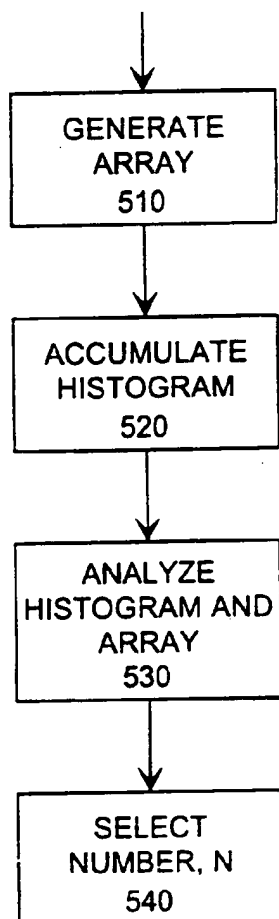 GENERATE
ARRAY
510
ACCUMULATE
HISTOGRAM
520
ANALYZE
HISTOGRAM AND
ARRAY
530
SELECT
NUMBER, N
540